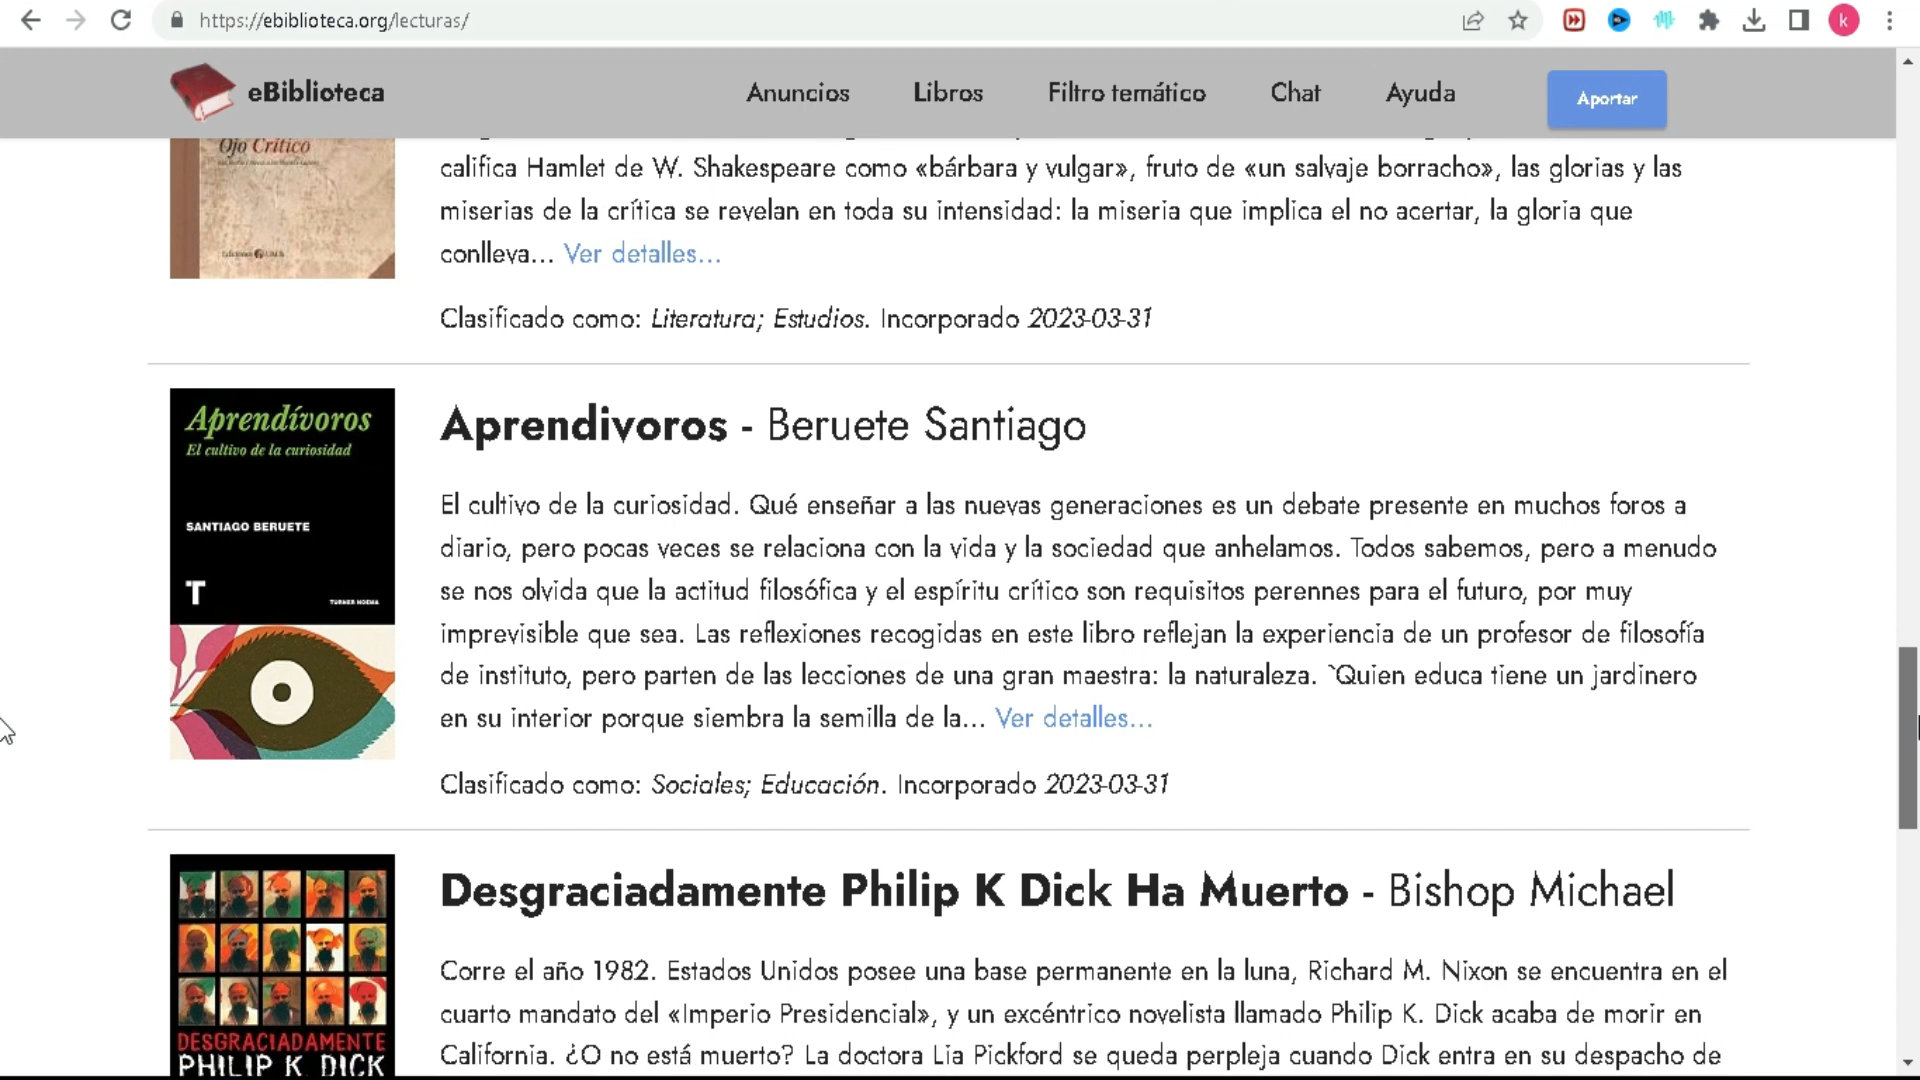 https://ebiblioteca.org/lecturas/
k
eBiblioteca
Anuncios
Libros
Filtro temático
Chat
Ayuda
Aportar
Ojo Crítico
califica Hamlet de W. Shakespeare como «bárbara y vulgar», fruto de «un salvaje borracho», las glorias y las
miserias de la crítica se revelan en toda su intensidad: la miseria que implica el no acertar, la gloria que
conlleva... Ver detalles...
Clasificado como: Literatura; Estudios. Incorporado 2023-03-31
Aprendívoros
El cultivo de la curiosidad
SANTIAGO BERUETE
T
TURNER NOEMA
Aprendivoros - Beruete Santiago
El cultivo de la curiosidad. Qué enseñar a las nuevas generaciones es un debate presente en muchos foros a
diario, pero pocas veces se relaciona con la vida y la sociedad que anhelamos. Todos sabemos, pero a menudo
se nos olvida que la actitud filosófica y el espíritu crítico son requisitos perennes para el futuro, por muy
imprevisible que sea. Las reflexiones recogidas en este libro reflejan la experiencia de un profesor de filosofía
de instituto, pero parten de las lecciones de una gran maestra: la naturaleza. `Quien educa tiene un jardinero
en su interior porque siembra la semilla de la... Ver detalles...
Clasificado como: Sociales; Educación. Incorporado 2023-03-31
DESGRACIADAMENTE
PHILIP K. DICK
Desgraciadamente Philip K Dick Ha Muerto - Bishop Michael
Corre el año 1982. Estados Unidos posee una base permanente en la luna, Richard M. Nixon se encuentra en el
cuarto mandato del «Imperio Presidencial», y un excéntrico novelista llamado Philip K. Dick acaba de morir en
California. ¿O no está muerto? La doctora Lia Pickford se queda perpleja cuando Dick entra en su despacho de